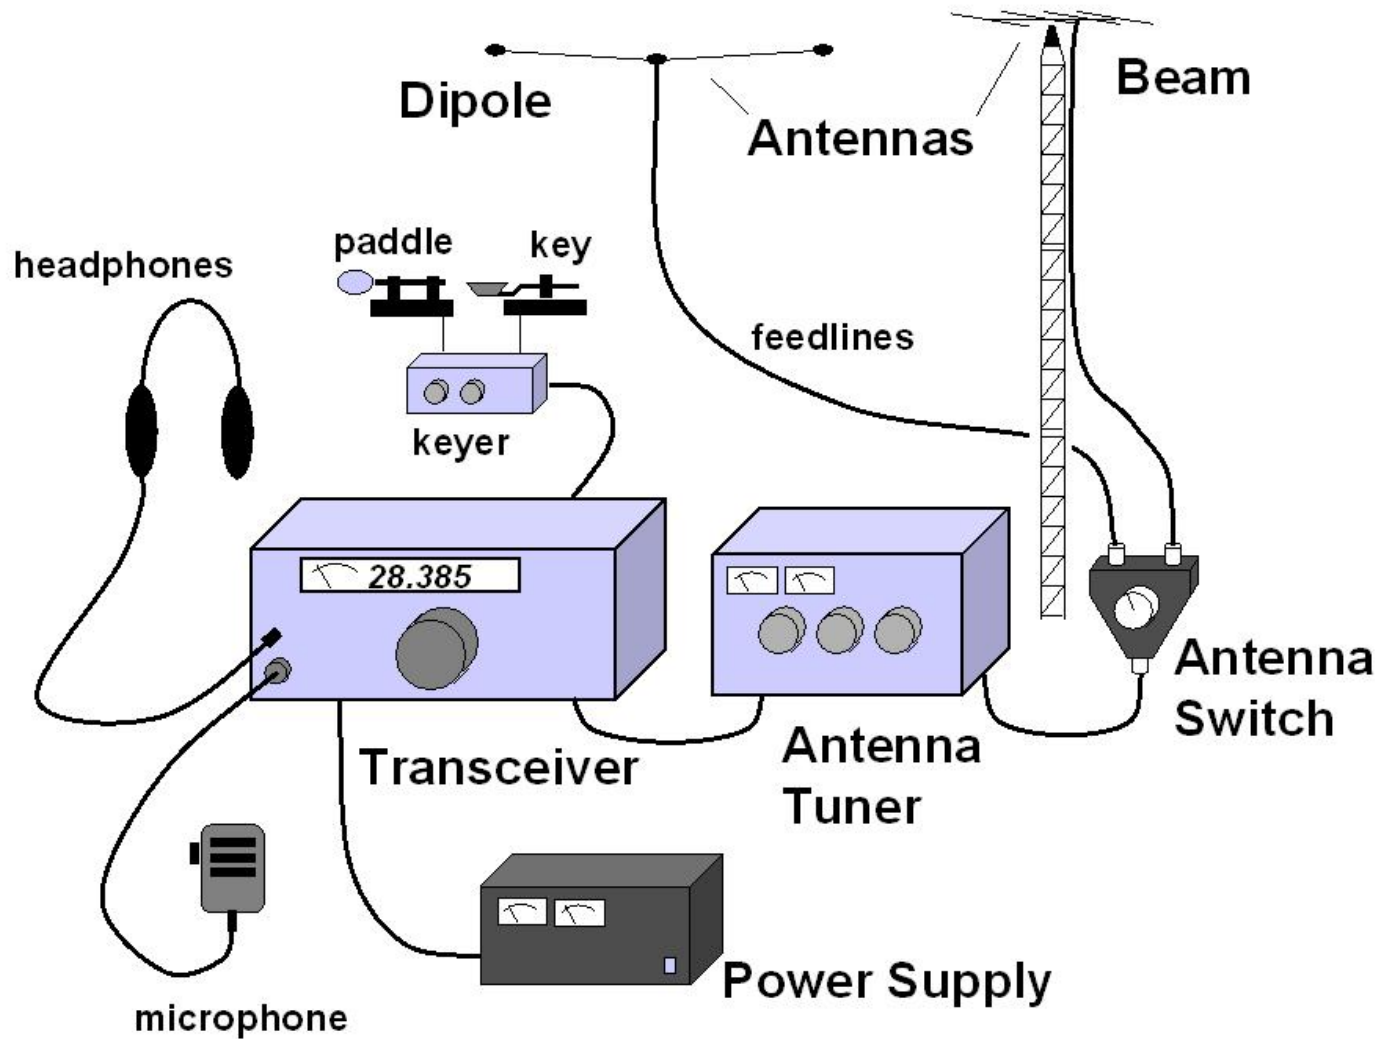 Beam
Dipole
Antennas
paddle
key
headphones
feedlines
keyer
28.385
Antenna
Switch
Transceiver
Antenna
Tuner
Power Supply
microphone